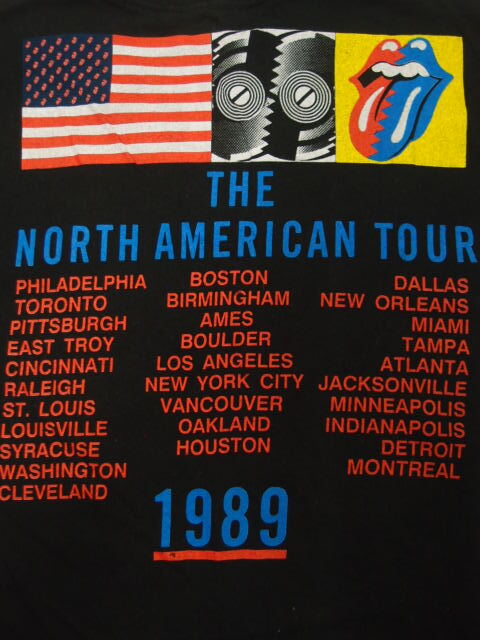 THE
NORTH AMERICAN TOUR
PHILADELPHIA
TORONTO
PITTSBURGH
EAST TROY
CINCINNATI
RALEIGH
ST. LOUIS
LOUISVILLE
SYRACUSE
WASHINGTON
CLEVELAND
BOSTON
BIRMINGHAM
AMES
BOULDER
LOS ANGELES
NEW YORK CITY
VANCOUVER
OAKLAND
HOUSTON
DALLAS
NEW ORLEANS
MIAMI
TAMPA
ATLANTA
JACKSONVILLE
MINNEAPOLIS
INDIANAPOLIS
DETROIT
MONTREAL
1989